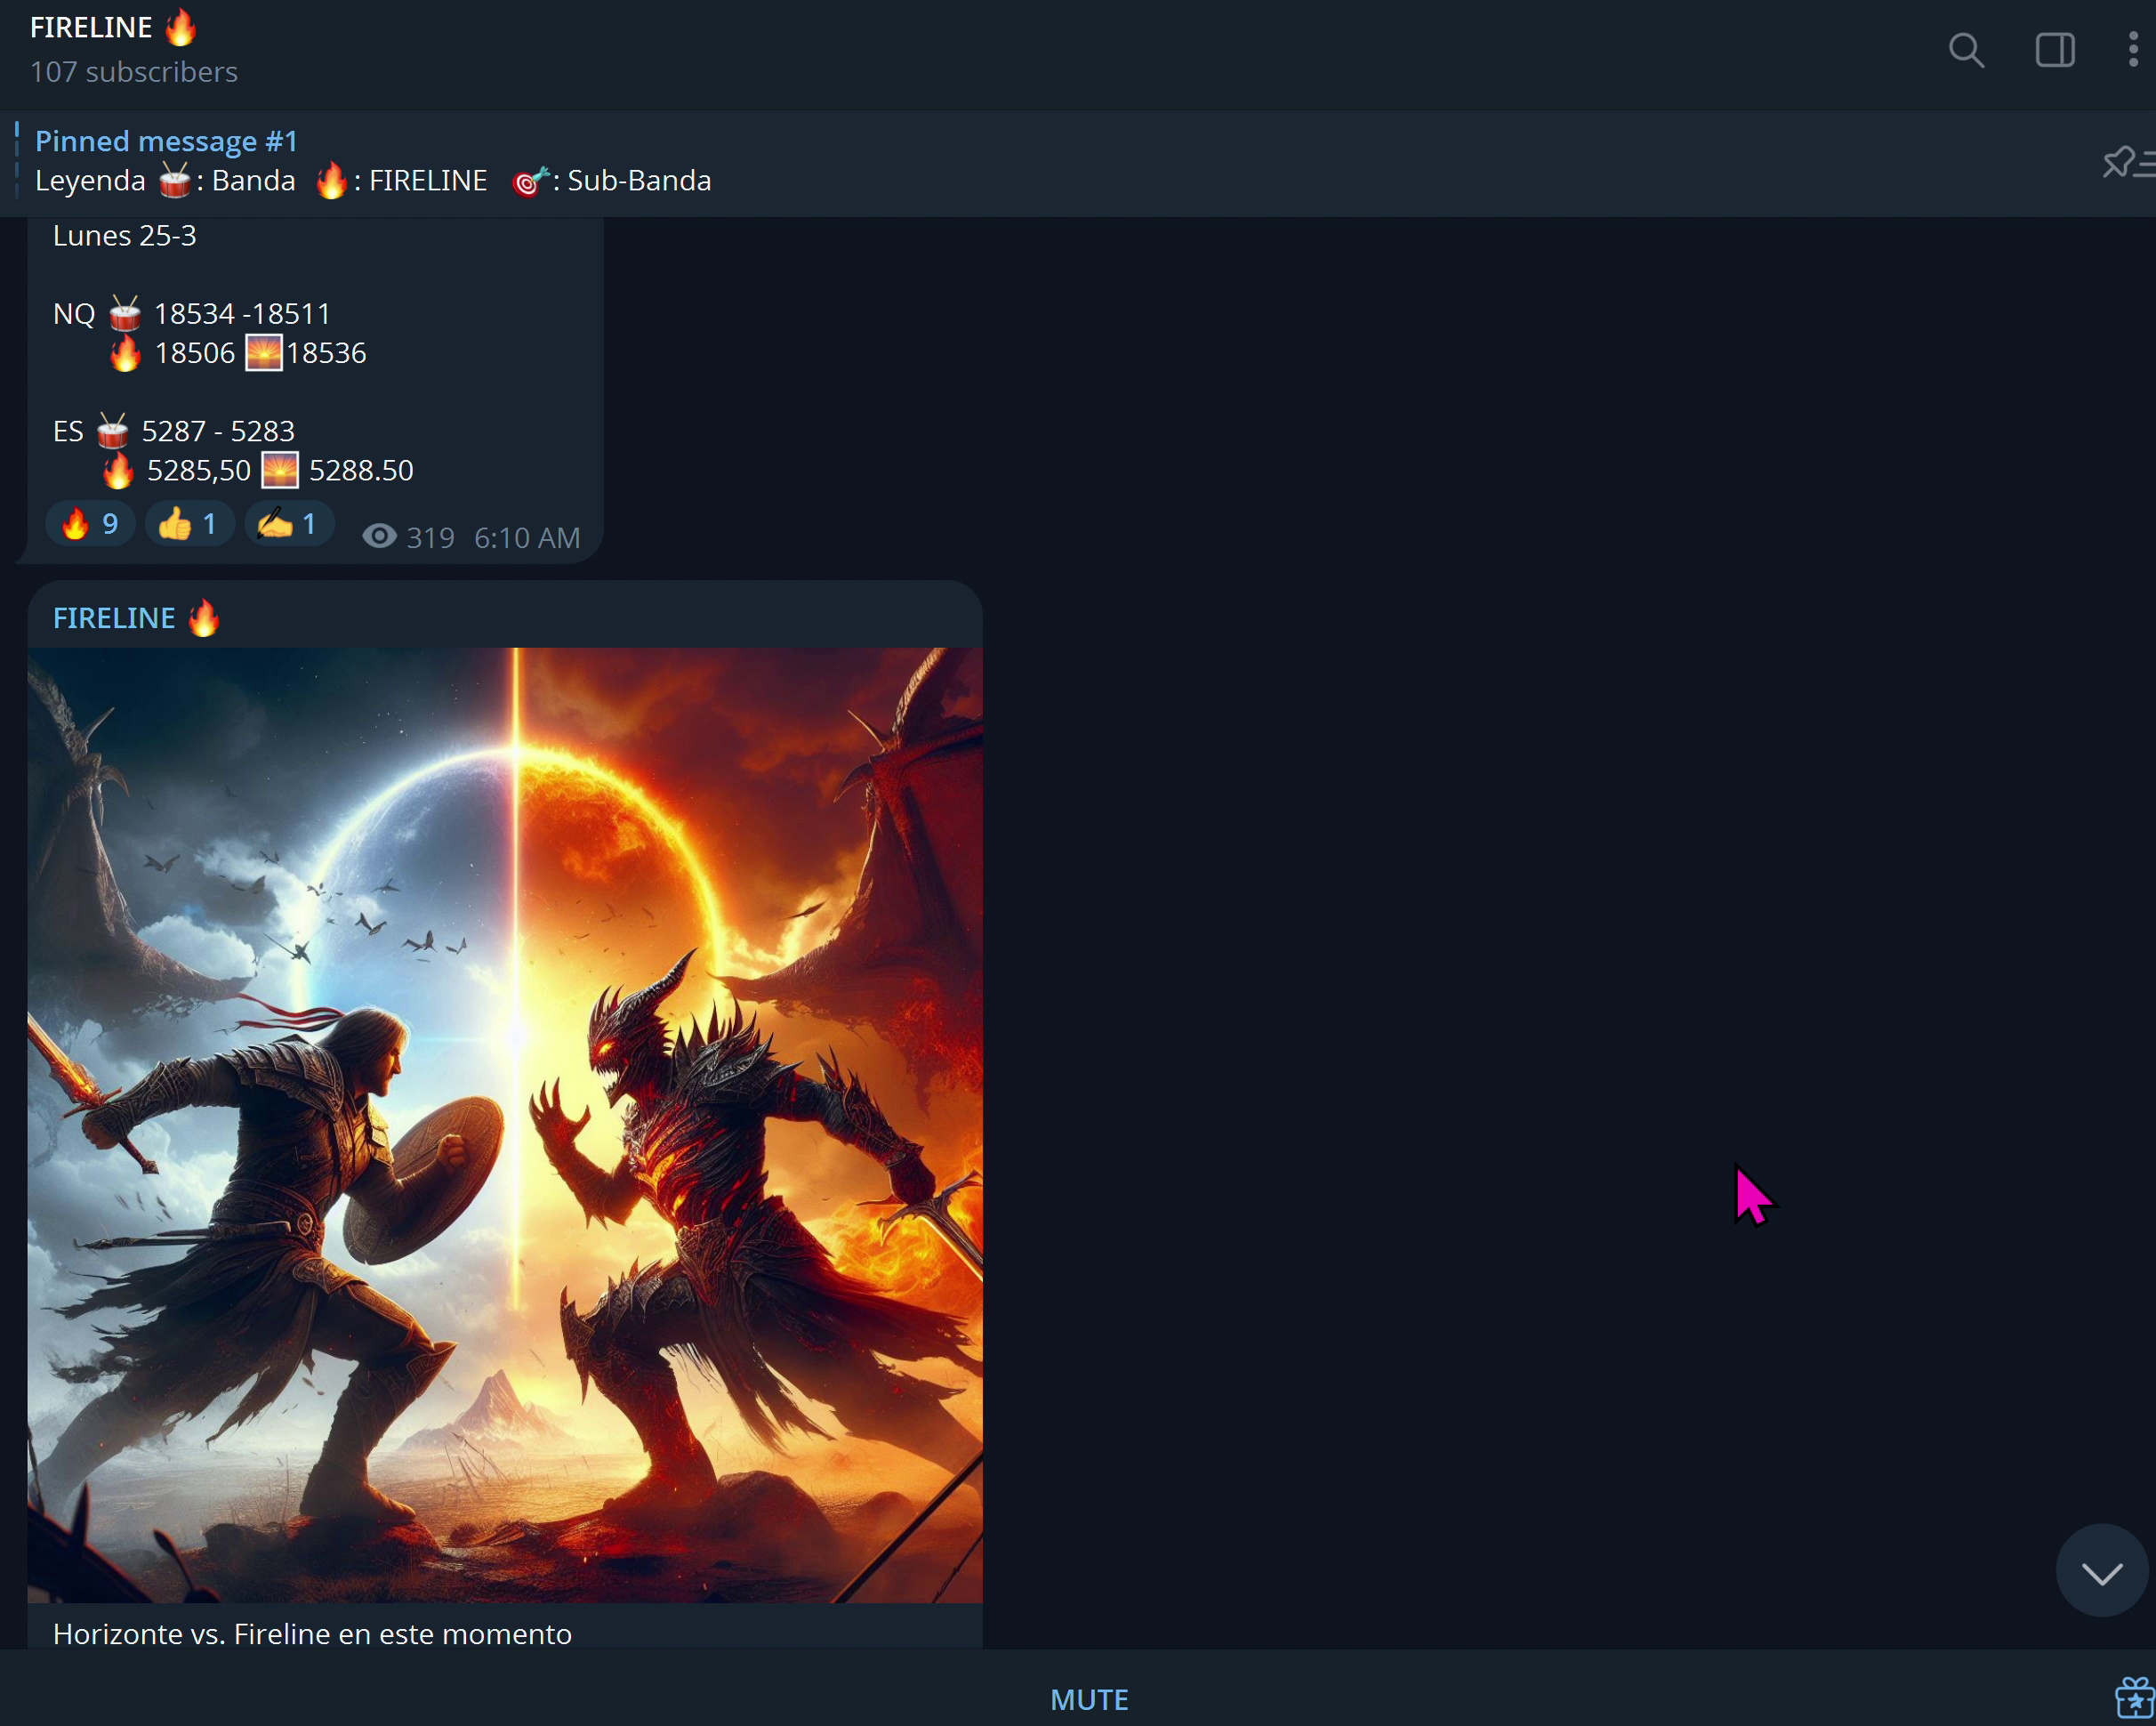 FIRELINE 🔥
107 subscribers
Pinned message #1
Leyenda 🥁: Banda 🔥: FIRELINE 🎯: Sub-Banda
Lunes 25-3
NQ 🥁 18534 -18511
🔥 18506 🌅18536
ES 🥁 5287 - 5283
🔥 5285,50 🌅 5288.50
🔥 9 👍 1 ✍️ 1 319 6:10 AM
FIRELINE 🔥
Horizonte vs. Fireline en este momento
MUTE